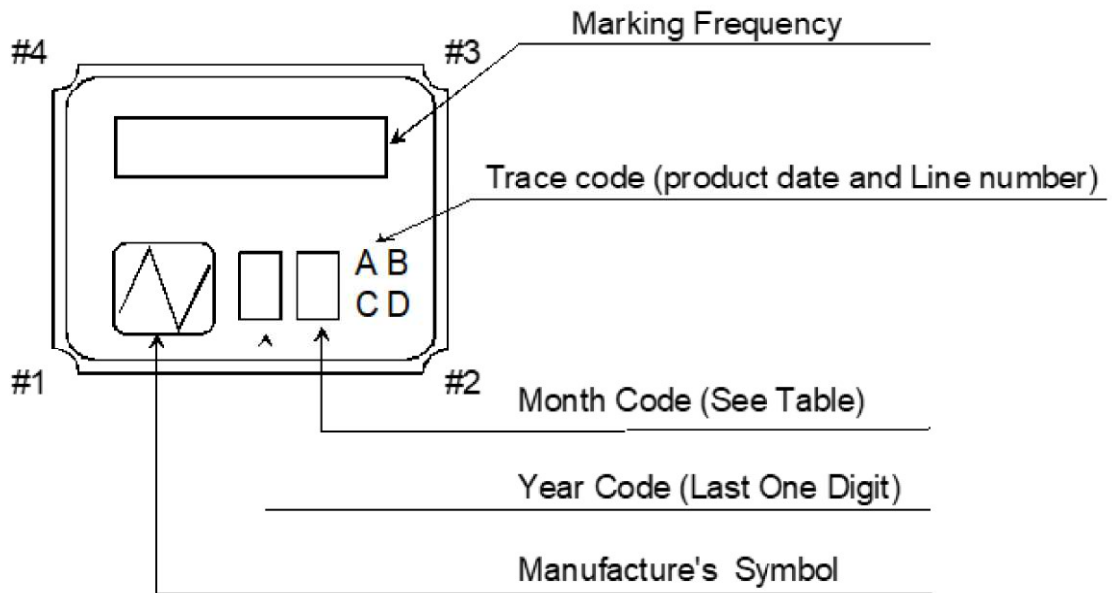 Marking Frequency
#4
#3
Trace code (product date and Line number)
A B
C D
#1
#2
Month Code (See Table)
Year Code (Last One Digit)
Manufacture's Symbol